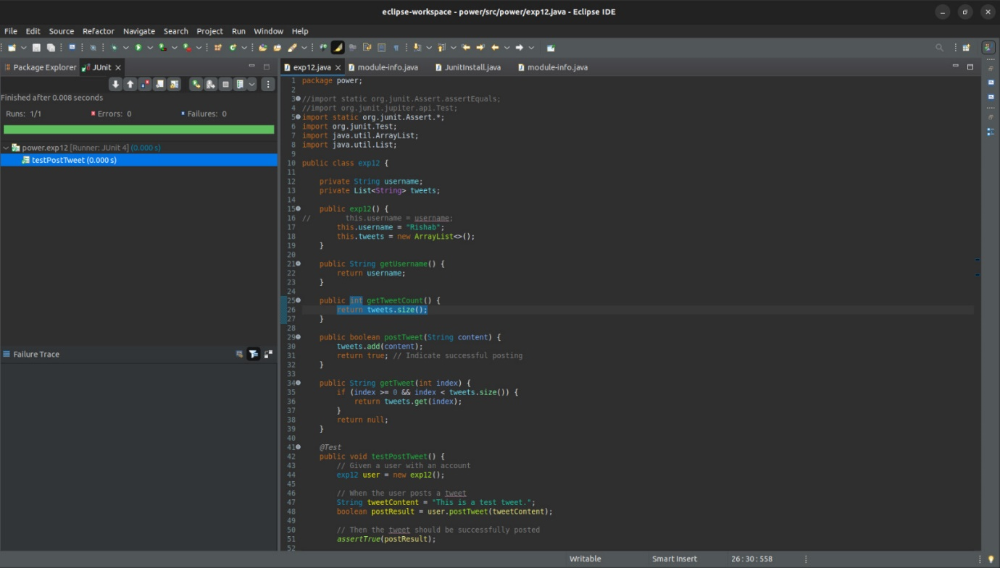 eclipse-workspace - power/src/power/exp12.java - Eclipse IDE
File Edit Source Refactor Navigate Search Project Run Window Help
Package Explorer JUnit
Finished after 0.008 seconds
Runs: 1/1 Errors: 0 Failures: 0
power.exp12 [Runner: JUnit 4] (0.000 s)
testPostTweet (0.000 s)
Failure Trace
exp12.java module-info.java JunitInstall.java module-info.java
1 package power;
2
3 //import static org.junit.Assert.assertEquals;
4 //import org.junit.jupiter.api.Test;
5 import static org.junit.Assert.*;
6 import org.junit.Test;
7 import java.util.ArrayList;
8 import java.util.List;
9
10 public class exp12 {
11
12 private String username;
13 private List<String> tweets;
14
15 public exp12() {
16 // this.username = username;
17 this.username = "Rishab";
18 this.tweets = new ArrayList<>();
19 }
20
21 public String getUsername() {
22 return username;
23 }
24
25 public int getTweetCount() {
26 return tweets.size();
27 }
28
29 public boolean postTweet(String content) {
30 tweets.add(content);
31 return true; // Indicate successful posting
32 }
33
34 public String getTweet(int index) {
35 if (index >= 0 && index < tweets.size()) {
36 return tweets.get(index);
37 }
38 return null;
39 }
40
41 @Test
42 public void testPostTweet() {
43 // Given a user with an account
44 exp12 user = new exp12();
45
46 // When the user posts a tweet
47 String tweetContent = "This is a test tweet.";
48 boolean postResult = user.postTweet(tweetContent);
49
50 // Then the tweet should be successfully posted
51 assertTrue(postResult);
52
Writable Smart Insert 26 : 30 : 558